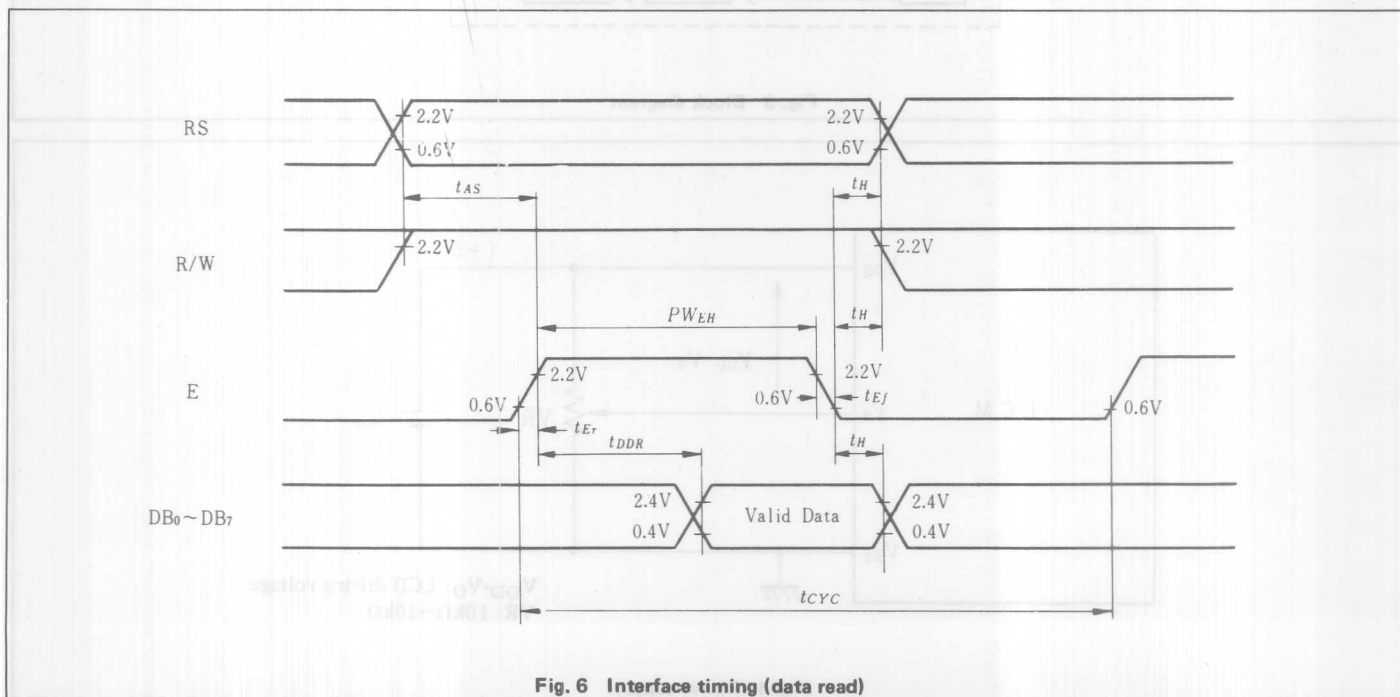 RS
2.2V
0.6V
2.2V
0.6V
tAS
tH
R/W
2.2V
2.2V
PWEH
tH
E
2.2V
0.6V
2.2V
0.6V
tEf
0.6V
tEr
tDDR
tH
DB0~DB7
2.4V
0.4V
Valid Data
2.4V
0.4V
tCYC
Fig. 6 Interface timing (data read)